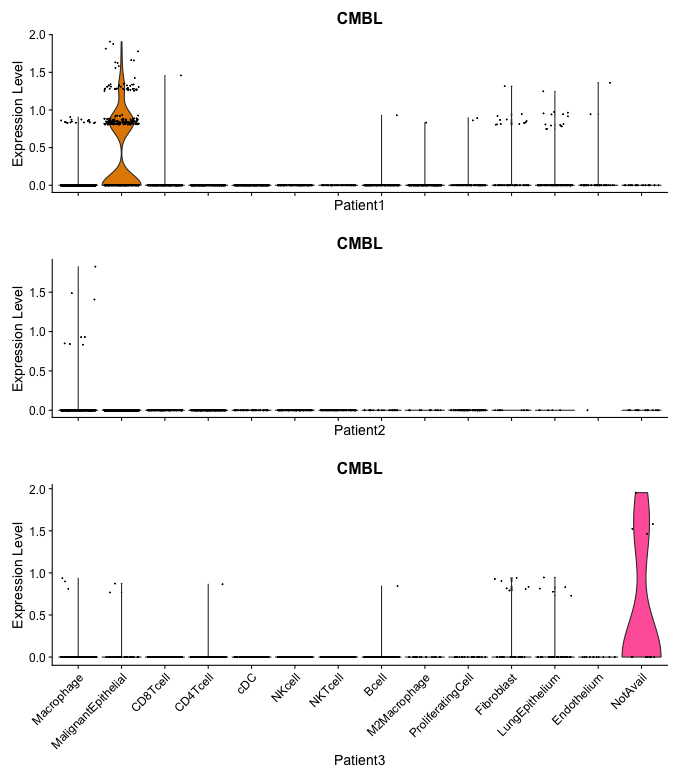 CMBL
Expression Level
2.0
1.5
1.0
0.5
0.0
Patient1
CMBL
Expression Level
1.5
1.0
0.5
0.0
Patient2
CMBL
Expression Level
2.0
1.5
1.0
0.5
0.0
Macrophage
MalignantEpithelial
CD8Tcell
CD4Tcell
cDC
NKcell
NKTcell
Bcell
M2Macrophage
ProliferatingCell
Fibroblast
LungEpithelium
Endothelium
NotAvail
Patient3